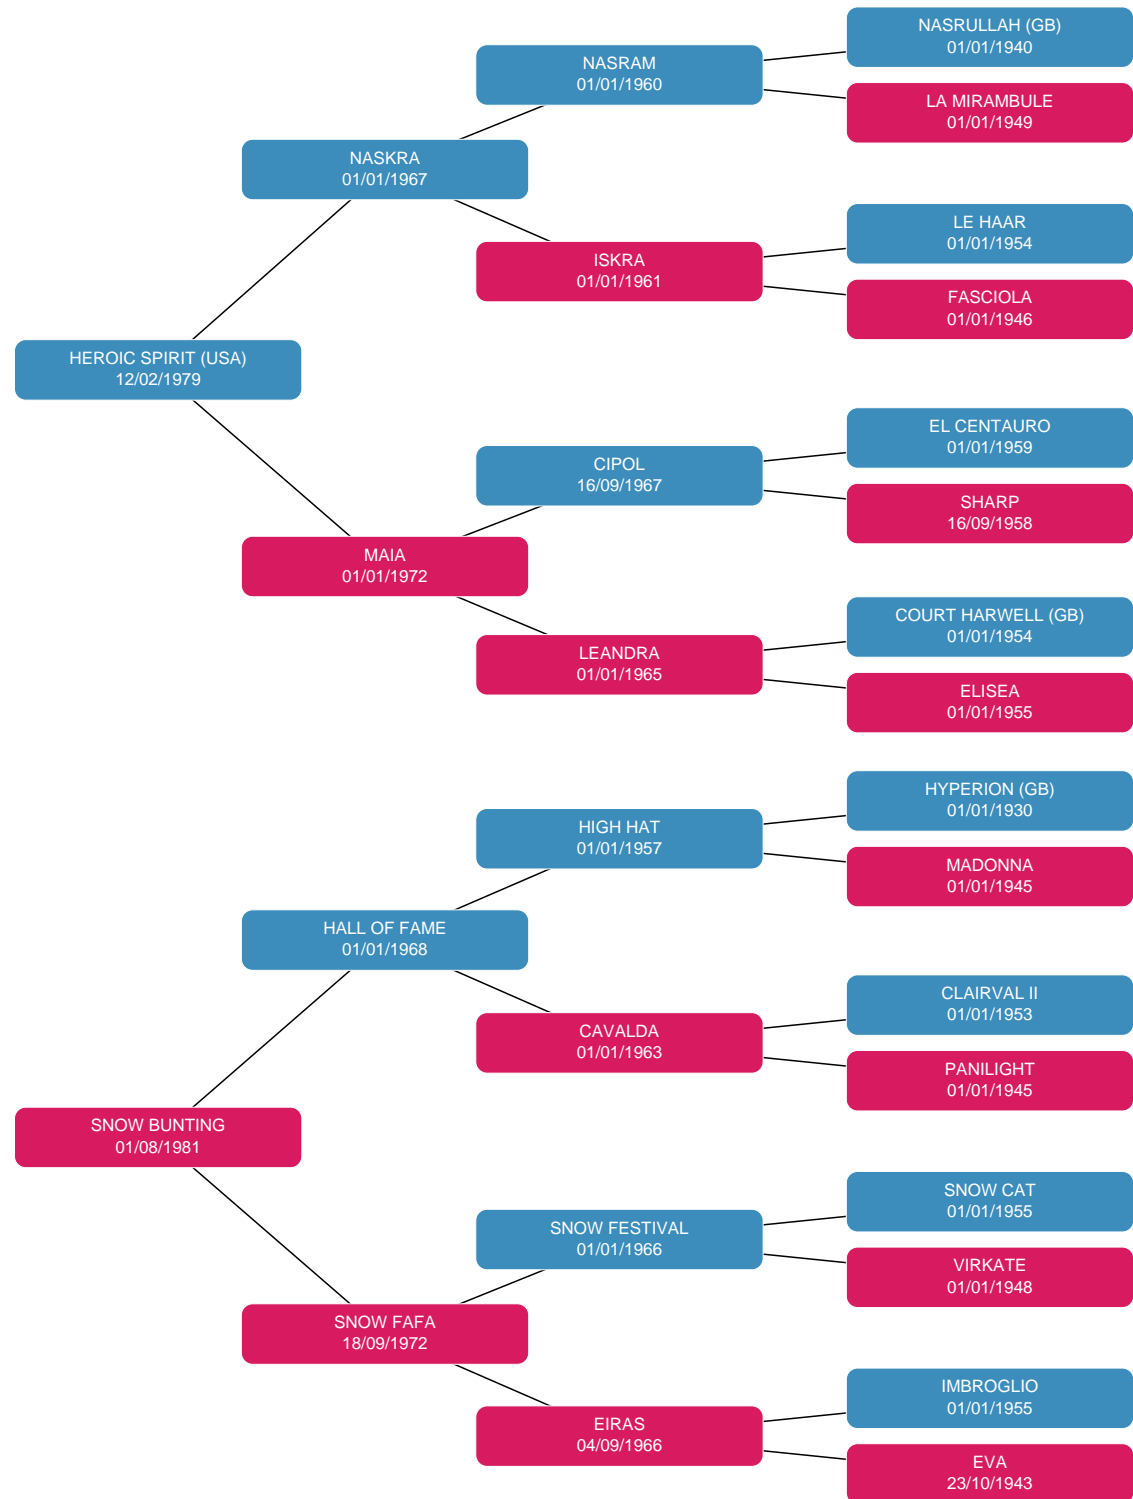 NASRULLAH (GB)
01/01/1940
NASRAM
01/01/1960
LA MIRAMBULE
01/01/1949
NASKRA
01/01/1967
LE HAAR
01/01/1954
ISKRA
01/01/1961
FASCIOLA
01/01/1946
HEROIC SPIRIT (USA)
12/02/1979
EL CENTAURO
01/01/1959
CIPOL
16/09/1967
SHARP
16/09/1958
MAIA
01/01/1972
COURT HARWELL (GB)
01/01/1954
LEANDRA
01/01/1965
ELISEA
01/01/1955
HYPERION (GB)
01/01/1930
HIGH HAT
01/01/1957
MADONNA
01/01/1945
HALL OF FAME
01/01/1968
CLAIRVAL II
01/01/1953
CAVALDA
01/01/1963
PANILIGHT
01/01/1945
SNOW BUNTING
01/08/1981
SNOW CAT
01/01/1955
SNOW FESTIVAL
01/01/1966
VIRKATE
01/01/1948
SNOW FAFA
18/09/1972
IMBROGLIO
01/01/1955
EIRAS
04/09/1966
EVA
23/10/1943